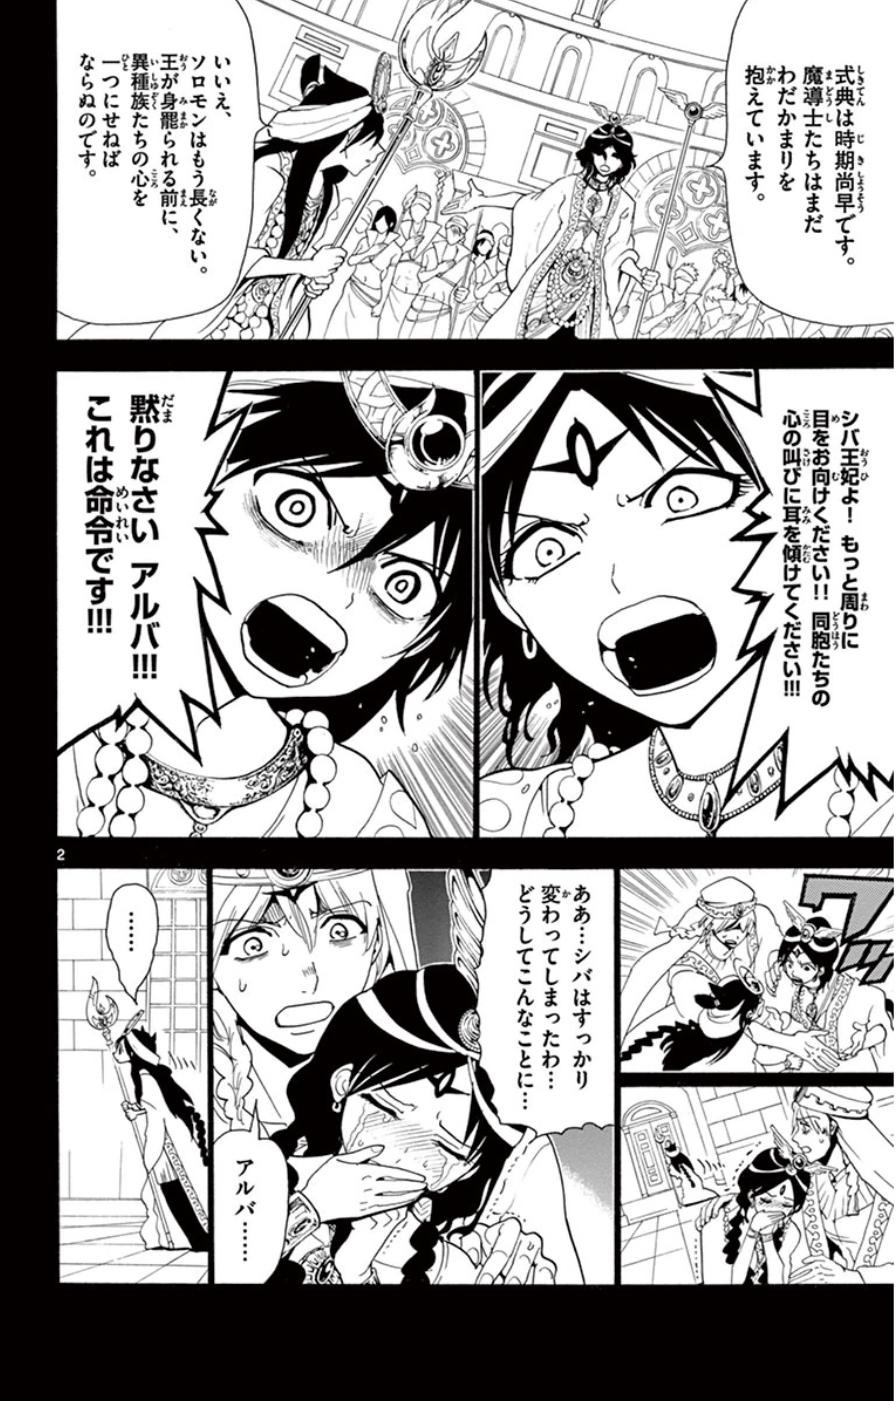 式典は時期尚早です。
魔導士たちはまだ
わだかまりを
抱えています。
いいえ、
ソロモンはもう長くない。
王が身罷られる前に、
異種族たちの心を
一つにせねば
ならぬのです。
シバ王妃よ！もっと周りに
目をお向けください!!同胞たちの
心の叫びに耳を傾けてください!!!
黙りなさい アルバ!!!
これは命令です!!!
2
ワッ
ああ…シバはすっかり
変わってしまったわ…
どうしてこんなことに…
アルバ……
……